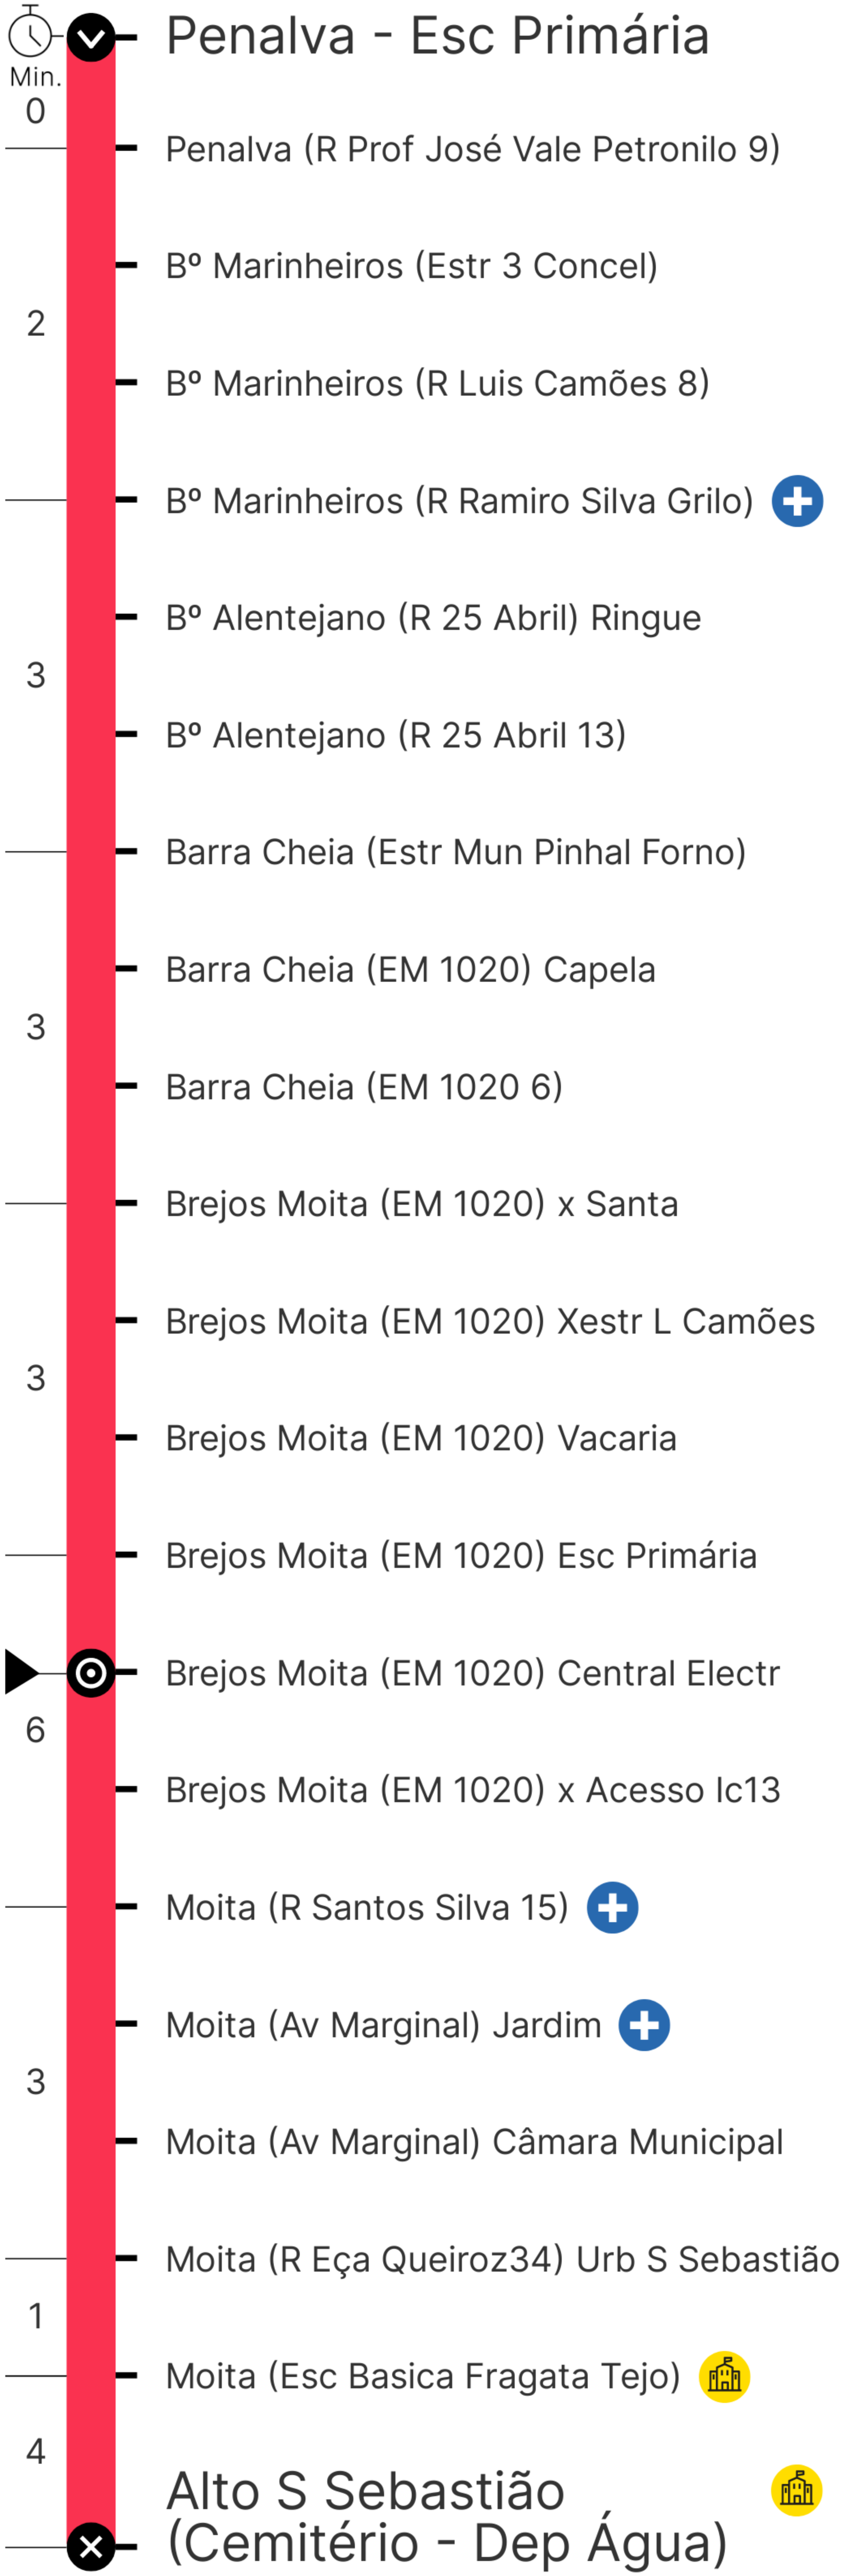 Penalva - Esc Primária
Min.
0
Penalva (R Prof José Vale Petronilo 9)
Bº Marinheiros (Estr 3 Concel)
2
Bº Marinheiros (R Luis Camões 8)
Bº Marinheiros (R Ramiro Silva Grilo)
Bº Alentejano (R 25 Abril) Ringue
3
Bº Alentejano (R 25 Abril 13)
Barra Cheia (Estr Mun Pinhal Forno)
Barra Cheia (EM 1020) Capela
3
Barra Cheia (EM 1020 6)
Brejos Moita (EM 1020) x Santa
Brejos Moita (EM 1020) Xestr L Camões
3
Brejos Moita (EM 1020) Vacaria
Brejos Moita (EM 1020) Esc Primária
Brejos Moita (EM 1020) Central Electr
6
Brejos Moita (EM 1020) x Acesso Ic13
Moita (R Santos Silva 15)
Moita (Av Marginal) Jardim
3
Moita (Av Marginal) Câmara Municipal
Moita (R Eça Queiroz34) Urb S Sebastião
1
Moita (Esc Basica Fragata Tejo)
4
Alto S Sebastião
(Cemitério - Dep Água)